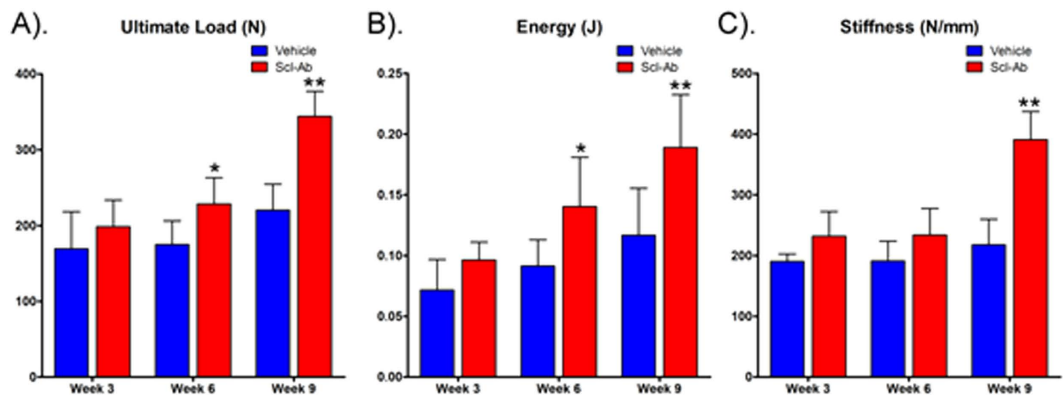 A).
Ultimate Load (N)
Vehicle
Scl-Ab
400
300
200
100
0
*
**
Week 3
Week 6
Week 9
B).
Energy (J)
Vehicle
Scl-Ab
0.25
0.20
0.15
0.10
0.05
0.00
*
**
Week 3
Week 6
Week 9
C).
Stiffness (N/mm)
Vehicle
Scl-Ab
500
400
300
200
100
0
**
Week 3
Week 6
Week 9